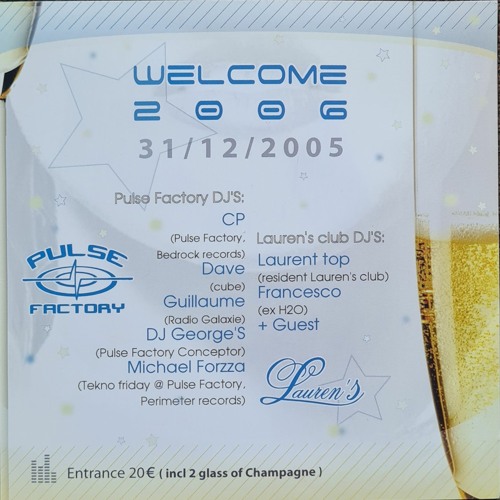 WELCOME
2006
31/12/2005
Pulse Factory DJ'S:
CP
(Pulse Factory,
Bedrock records)
Dave
(cube)
Guillaume
(Radio Galaxie)
DJ George'S
(Pulse Factory Conceptor)
Michael Forzza
(Tekno friday @ Pulse Factory,
Perimeter records)
Lauren's club DJ'S:
Laurent top
(resident Lauren's club)
Francesco
(ex H2O)
+ Guest
PULSE
FACTORY
Lauren's
Entrance 20€ ( incl 2 glass of Champagne )